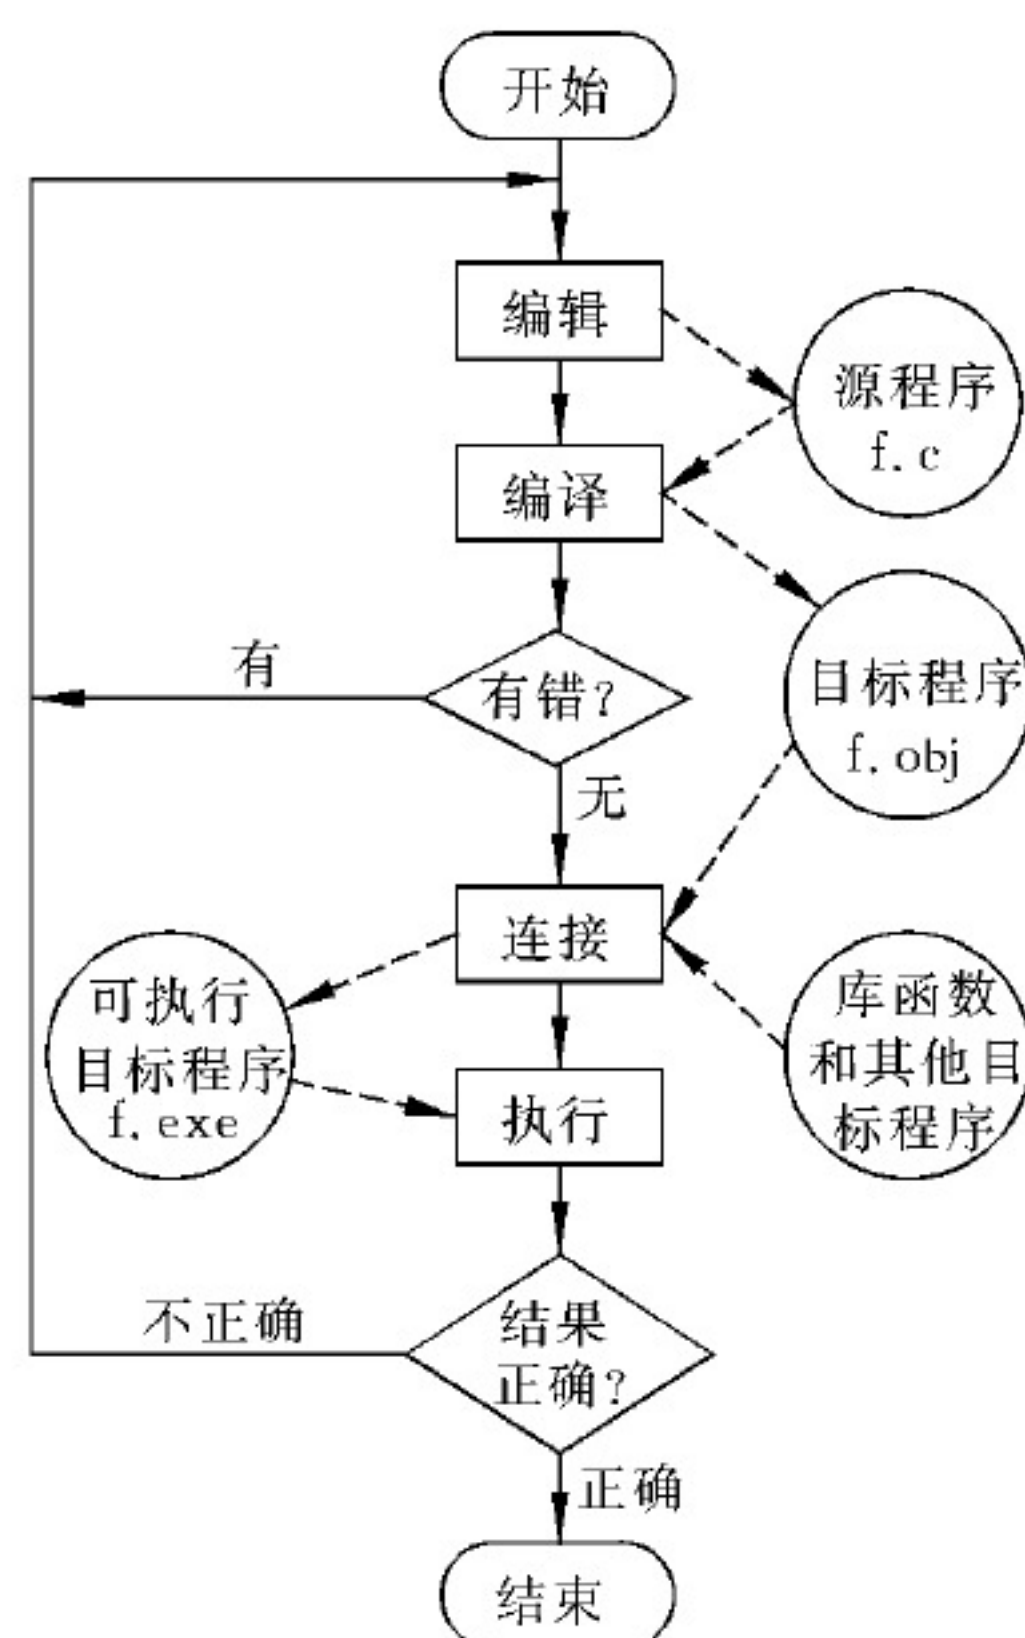 开始
编辑
源程序
f.c
编译
有
有错?
目标程序
f.obj
无
连接
可执行
目标程序
f.exe
库函数
和其他目
标程序
执行
不正确
结果
正确?
正确
结束